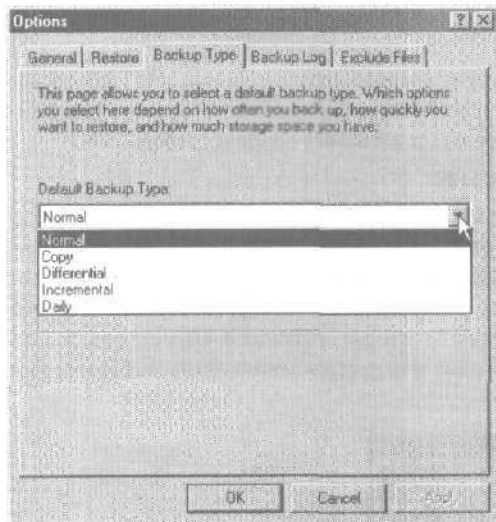 Options
General Restore Backup Type Backup Log Exclude Files
This page allows you to select a default backup type. Which options
you select here depend on how often you back up, how quickly you
want to restore, and how much storage space you have.
Default Backup Type:
Normal
Normal
Copy
Differential
Incremental
Daily
OK Cancel Apply